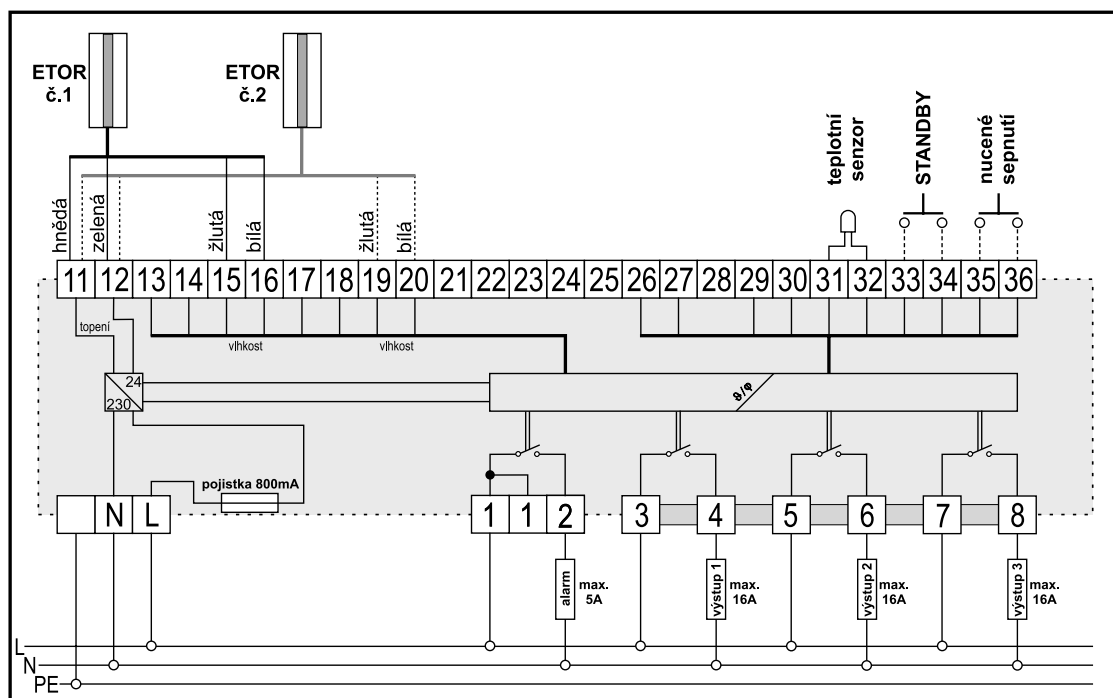 ETOR
č.1
ETOR
č.2
teplotní
senzor
STANDBY
nucené
sepnutí
hnědá
zelená
žlutá
bílá
žlutá
bílá
11 12 13 14 15 16 17 18 19 20 21 22 23 24 25 26 27 28 29 30 31 32 33 34 35 36
topení
vlhkost
vlhkost
24
230
ϑ/φ
pojistka 800mA
N L 1 1 2 3 4 5 6 7 8
alarm
max.
5A
výstup 1
max.
16A
výstup 2
max.
16A
výstup 3
max.
16A
L
N
PE